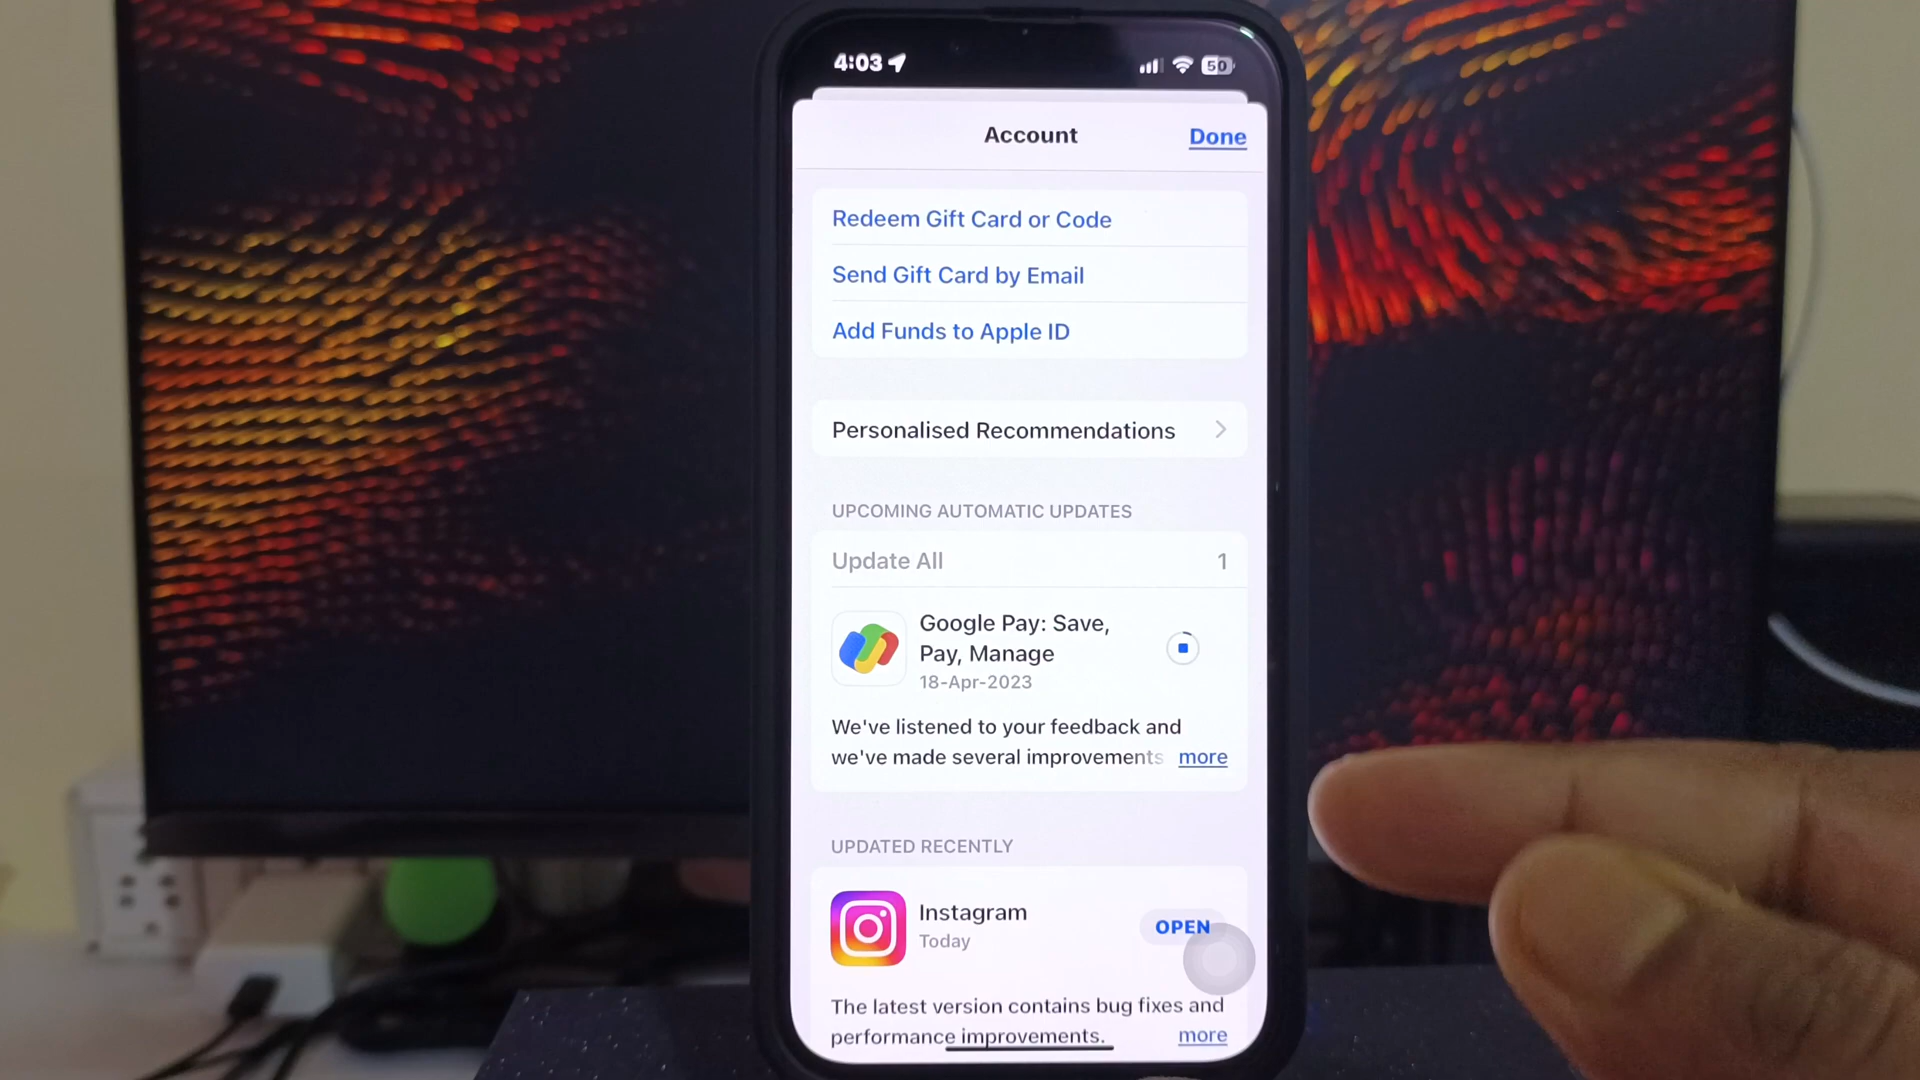 4:03
50
Account
Done
Redeem Gift Card or Code
Send Gift Card by Email
Add Funds to Apple ID
Personalised Recommendations
UPCOMING AUTOMATIC UPDATES
Update All
1
Google Pay: Save,
Pay, Manage
18-Apr-2023
We've listened to your feedback and
we've made several improvements more
UPDATED RECENTLY
Instagram
Today
OPEN
The latest version contains bug fixes and
performance improvements. more